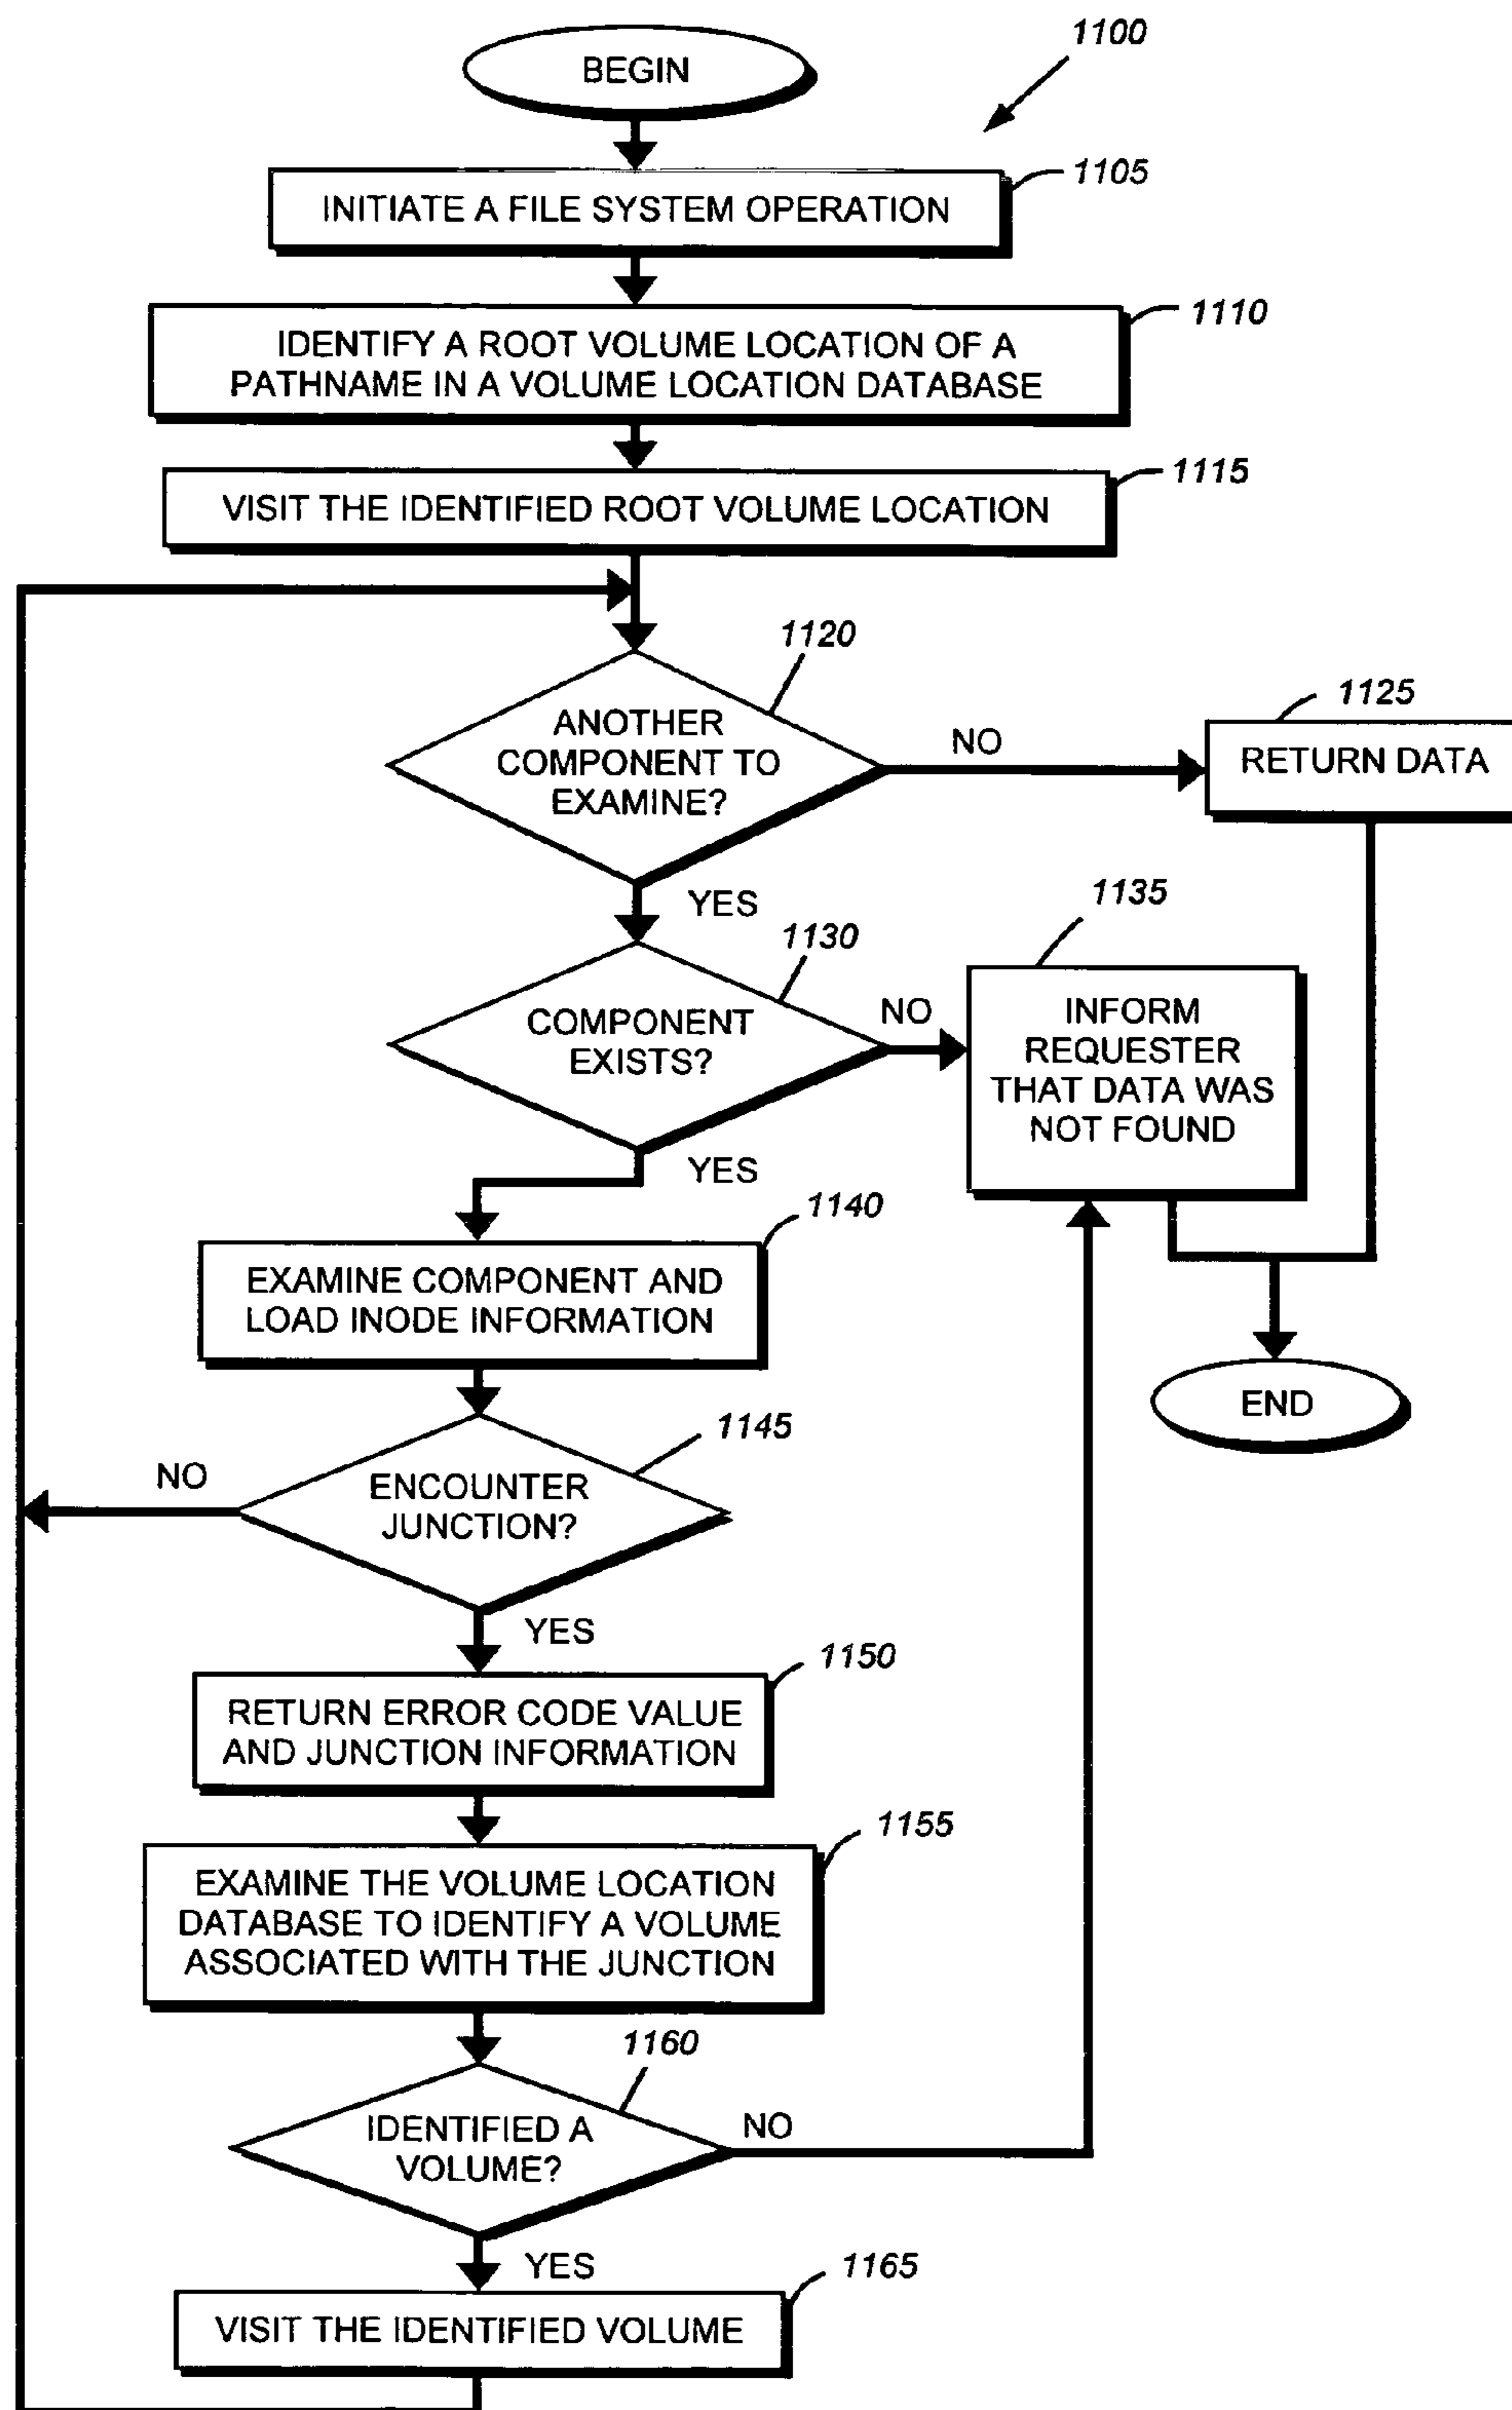 BEGIN
1100
INITIATE A FILE SYSTEM OPERATION
1105
IDENTIFY A ROOT VOLUME LOCATION OF A
PATHNAME IN A VOLUME LOCATION DATABASE
1110
VISIT THE IDENTIFIED ROOT VOLUME LOCATION
1115
ANOTHER
COMPONENT TO
EXAMINE?
1120
NO
RETURN DATA
1125
YES
COMPONENT
EXISTS?
1130
NO
INFORM
REQUESTER
THAT DATA WAS
NOT FOUND
1135
YES
EXAMINE COMPONENT AND
LOAD INODE INFORMATION
1140
END
ENCOUNTER
JUNCTION?
1145
NO
YES
RETURN ERROR CODE VALUE
AND JUNCTION INFORMATION
1150
EXAMINE THE VOLUME LOCATION
DATABASE TO IDENTIFY A VOLUME
ASSOCIATED WITH THE JUNCTION
1155
IDENTIFIED A
VOLUME?
1160
NO
YES
VISIT THE IDENTIFIED VOLUME
1165